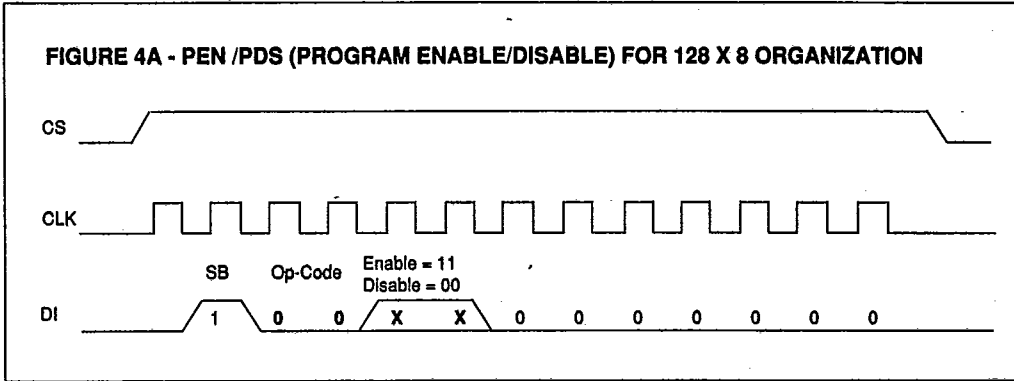 FIGURE 4A - PEN /PDS (PROGRAM ENABLE/DISABLE) FOR 128 X 8 ORGANIZATION
CS
CLK
SB Op-Code Enable = 11
Disable = 00
DI 1 0 0 X X 0 0 0 0 0 0 0